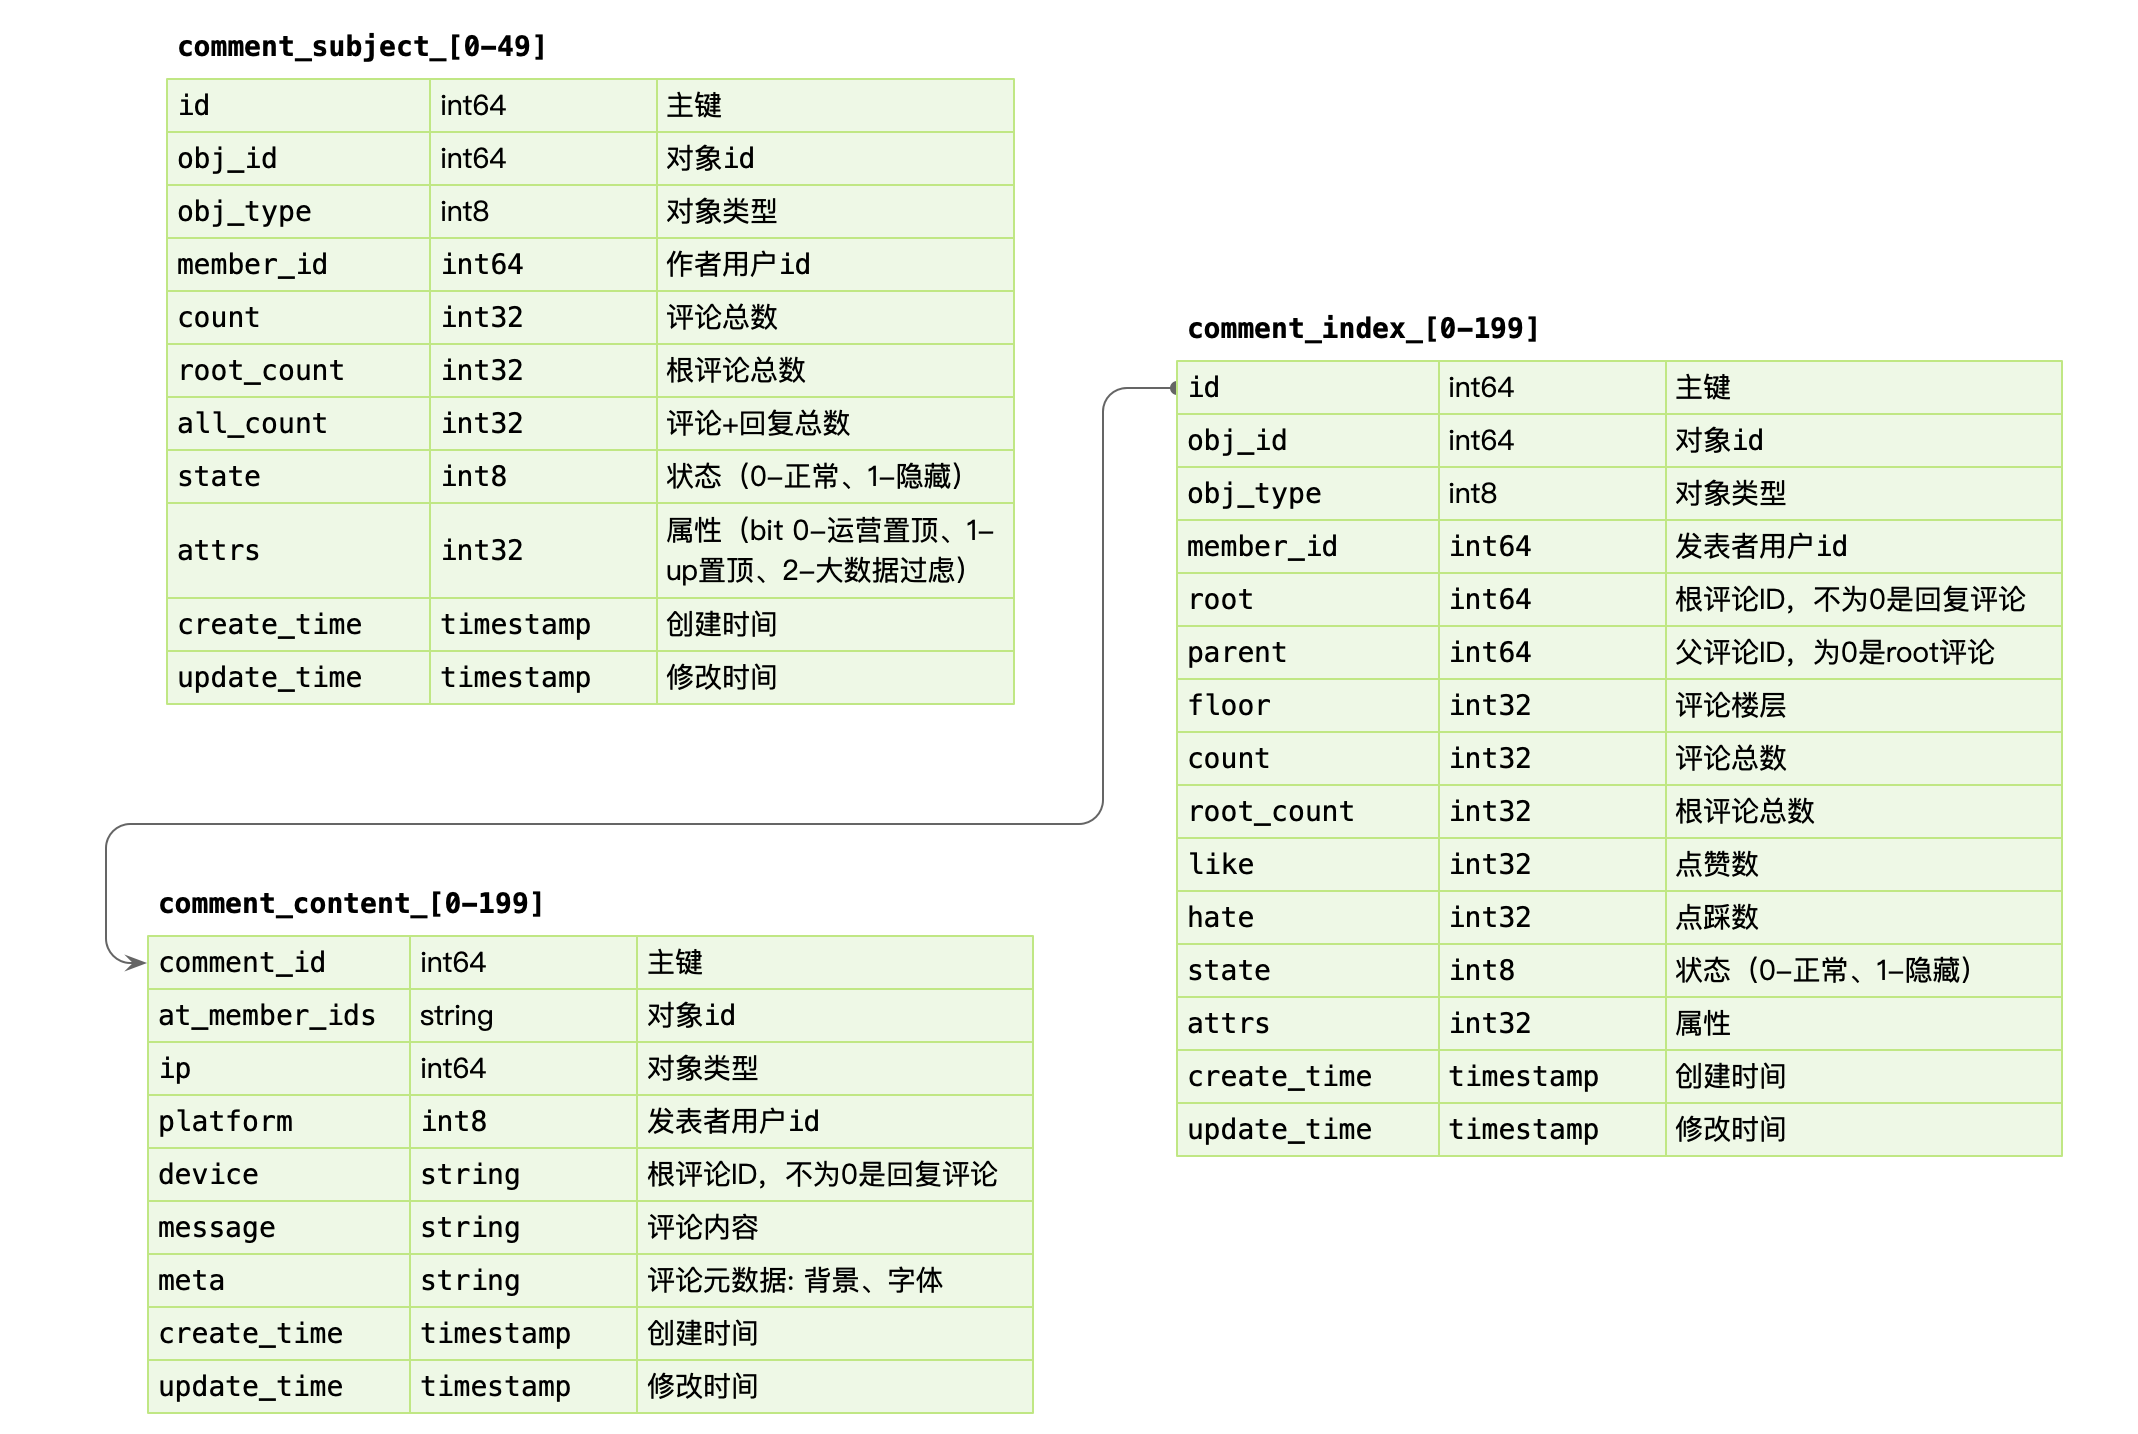 comment_subject_[0-49]
id int64 主键
obj_id int64 对象id
obj_type int8 对象类型
member_id int64 作者用户id
count int32 评论总数
root_count int32 根评论总数
all_count int32 评论+回复总数
state int8 状态（0-正常、1-隐藏）
attrs int32 属性（bit 0-运营置顶、1-
up置顶、2-大数据过虑）
create_time timestamp 创建时间
update_time timestamp 修改时间
comment_index_[0-199]
id int64 主键
obj_id int64 对象id
obj_type int8 对象类型
member_id int64 发表者用户id
root int64 根评论ID，不为0是回复评论
parent int64 父评论ID，为0是root评论
floor int32 评论楼层
count int32 评论总数
root_count int32 根评论总数
like int32 点赞数
hate int32 点踩数
state int8 状态（0-正常、1-隐藏）
attrs int32 属性
create_time timestamp 创建时间
update_time timestamp 修改时间
comment_content_[0-199]
comment_id int64 主键
at_member_ids string 对象id
ip int64 对象类型
platform int8 发表者用户id
device string 根评论ID，不为0是回复评论
message string 评论内容
meta string 评论元数据: 背景、字体
create_time timestamp 创建时间
update_time timestamp 修改时间